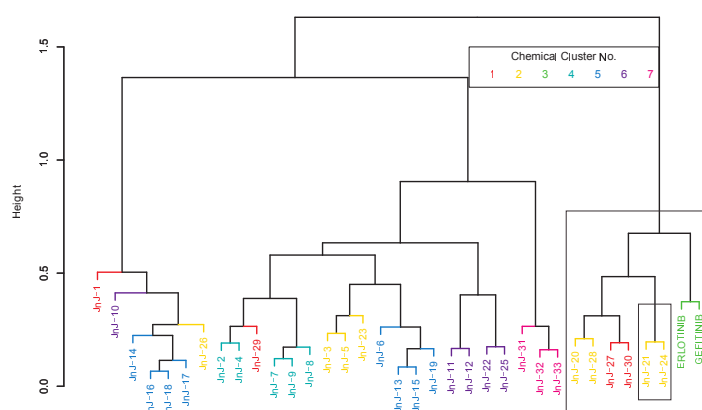 1.5
Chemical Cluster No.
1 2 3 4 5 6 7
1.0
Height
0.5
0.0
JnJ-1
JnJ-10
JnJ-14
JnJ-16
JnJ-18
JnJ-17
JnJ-26
JnJ-2
JnJ-4
JnJ-29
JnJ-7
JnJ-9
JnJ-8
JnJ-3
JnJ-5
JnJ-23
JnJ-6
JnJ-13
JnJ-15
JnJ-19
JnJ-11
JnJ-12
JnJ-22
JnJ-25
JnJ-31
JnJ-32
JnJ-33
JnJ-20
JnJ-28
JnJ-27
JnJ-30
JnJ-21
JnJ-24
ERLOTINIB
GEFITINIB